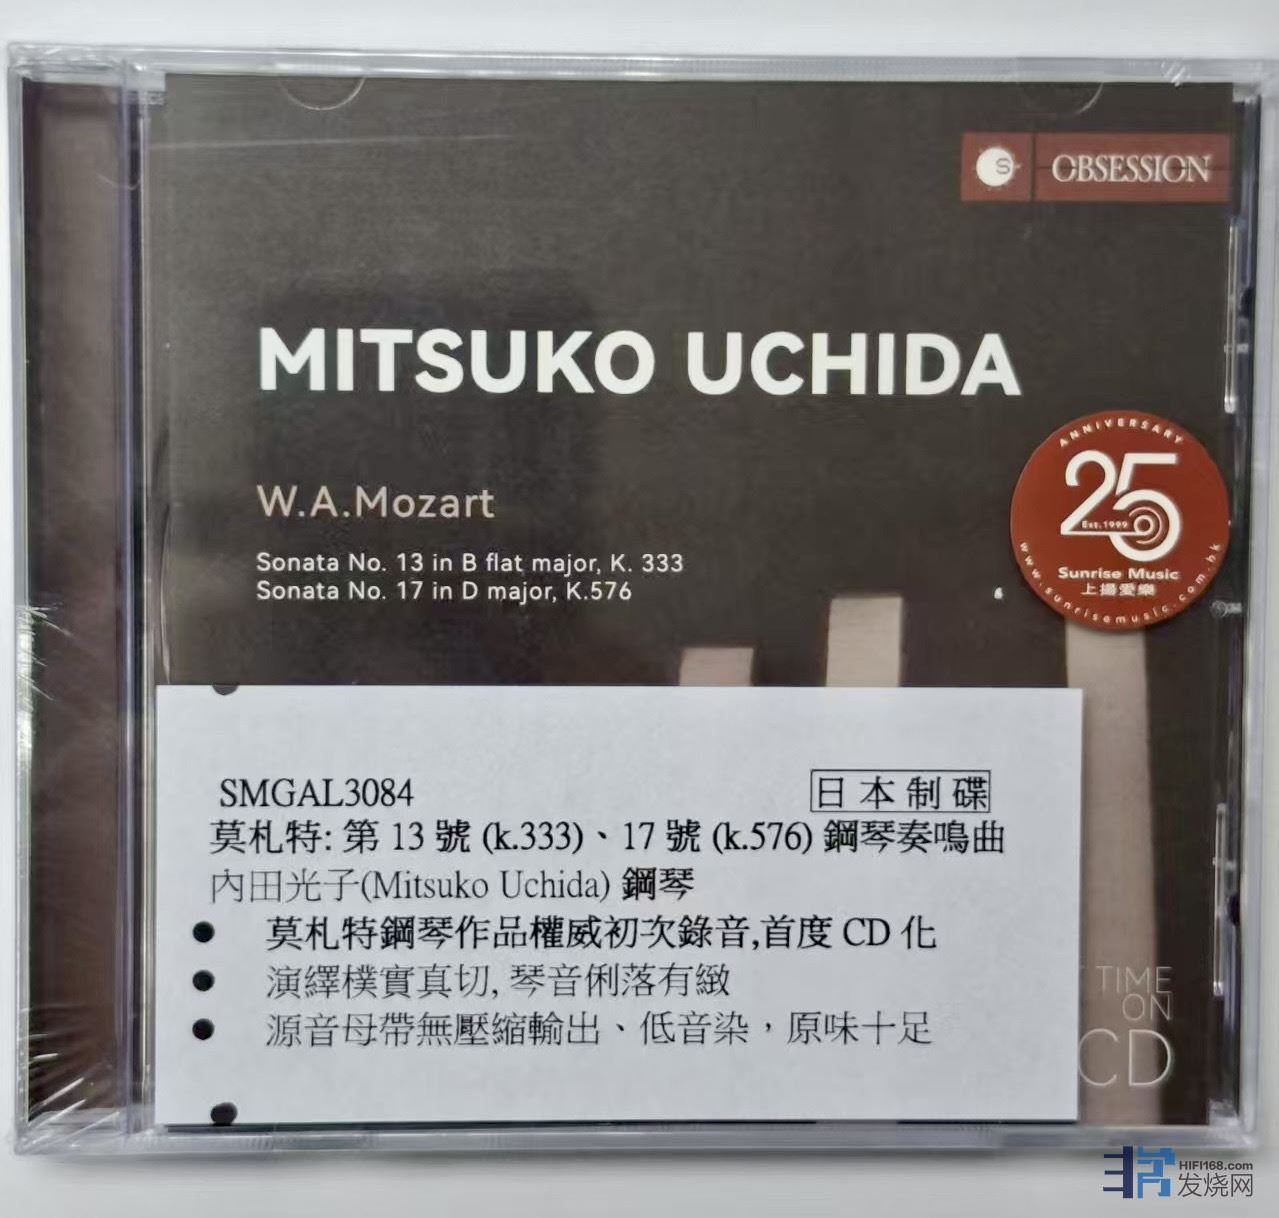 S OBSESSION
MITSUKO UCHIDA
W.A.Mozart
Sonata No. 13 in B flat major, K. 333
Sonata No. 17 in D major, K.576
ANNIVERSARY
25
Est.1999
Sunrise Music
上揚愛樂
www.sunrisemusic.com.hk
SMGAL3084 日本制碟
莫札特: 第 13 號 (k.333)、17 號 (k.576) 鋼琴奏鳴曲
內田光子(Mitsuko Uchida) 鋼琴
● 莫札特鋼琴作品權威初次錄音,首度 CD 化
● 演繹樸實真切, 琴音俐落有緻
● 源音母帶無壓縮輸出、低音染，原味十足
TIME
ON
CD
HIFI168.com
发烧网